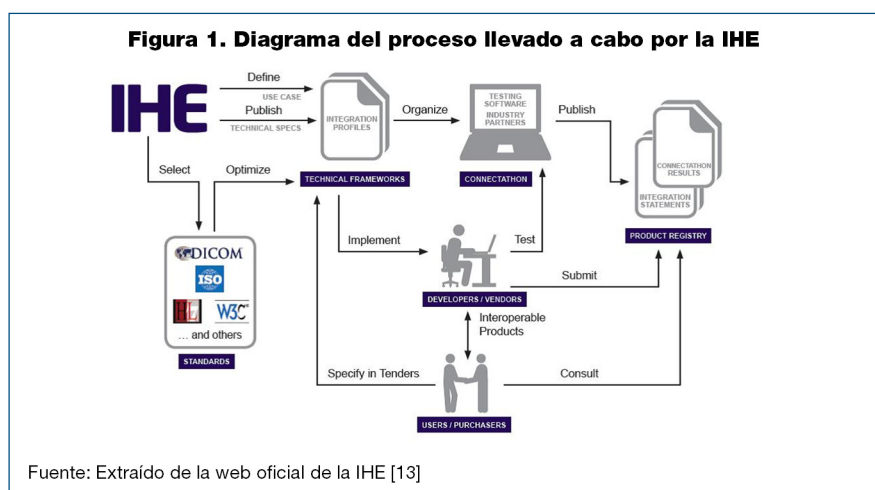 Figura 1. Diagrama del proceso llevado a cabo por la IHE
IHE
Define
USE CASE
Publish
TECHNICAL SPECS
INTEGRATION
PROFILES
TECHNICAL FRAMEWORKS
Organize
TESTING
SOFTWARE
INDUSTRY
PARTNERS
CONNECTATHON
Publish
CONNECTATHON
RESULTS
INTEGRATION
STATEMENTS
PRODUCT REGISTRY
Select
Optimize
DICOM
ISO
HL7
W3C
... and others
STANDARDS
Implement
Test
DEVELOPERS / VENDORS
Submit
Interoperable
Products
Specify in Tenders
Consult
USERS / PURCHASERS
Fuente: Extraído de la web oficial de la IHE [13]